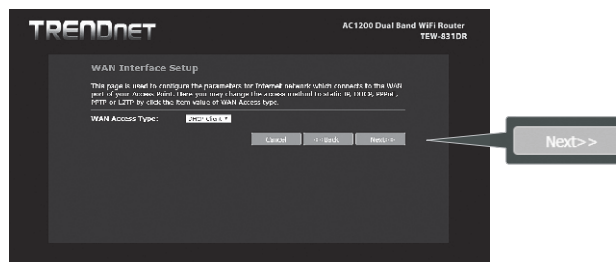 TRENDnet
AC1200 Dual Band WiFi Router
TEW-831DR
WAN Interface Setup
This page is used to configure the parameters for Internet network which connects to the WAN
port of your Access Point. Here you may change the access method to static IP, DHCP, PPPoE,
PPTP or L2TP by click the item value of WAN Access type.
WAN Access Type: DHCP Client
Cancel <<Back Next>>
Next>>